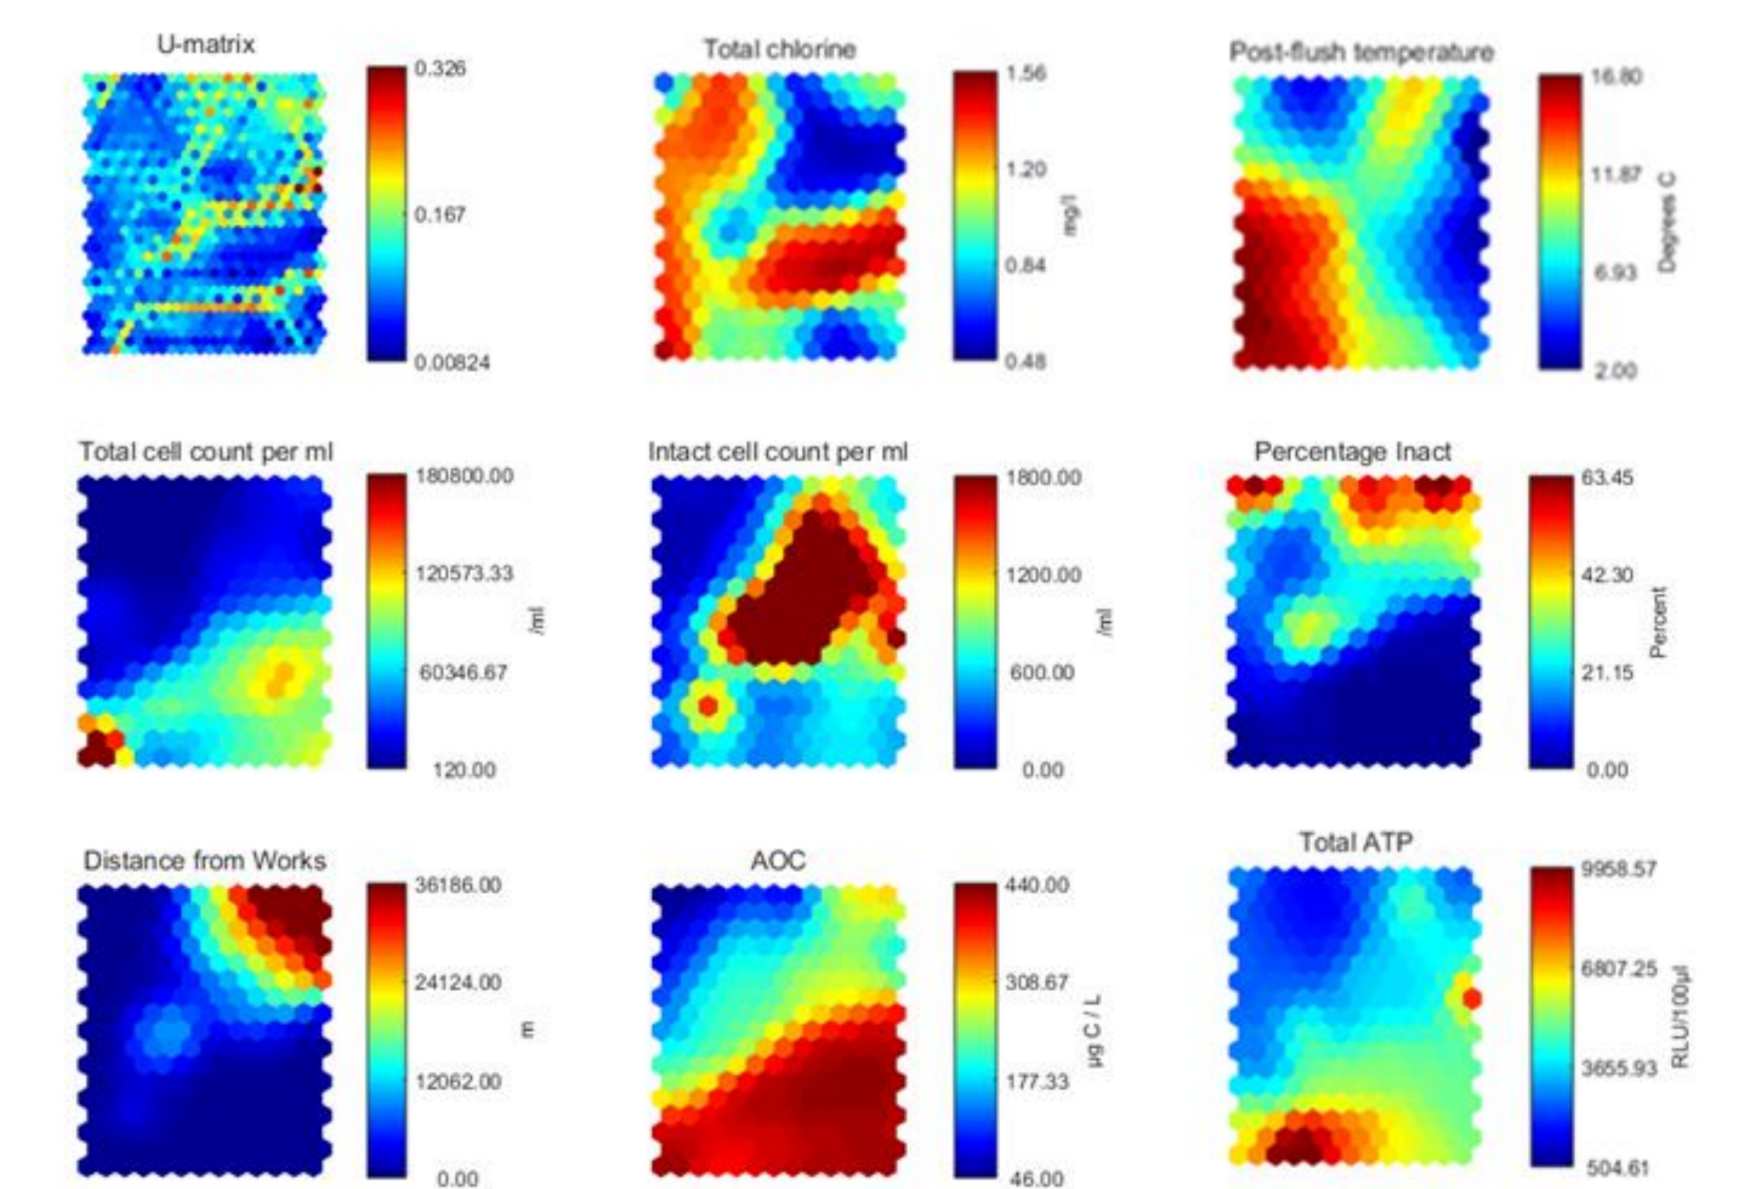 U-matrix
0.326
0.167
0.00824
Total chlorine
1.56
1.20
0.84
0.48
mg/l
Post-flush temperature
16.80
11.87
6.93
2.00
Degrees C
Total cell count per ml
180800.00
120573.33
60346.67
120.00
/ml
Intact cell count per ml
1800.00
1200.00
600.00
0.00
/ml
Percentage Inact
63.45
42.30
21.15
0.00
Percent
Distance from Works
36186.00
24124.00
12062.00
0.00
m
AOC
440.00
308.67
177.33
46.00
µg C / L
Total ATP
9958.57
6807.25
3655.93
504.61
RLU/100µl